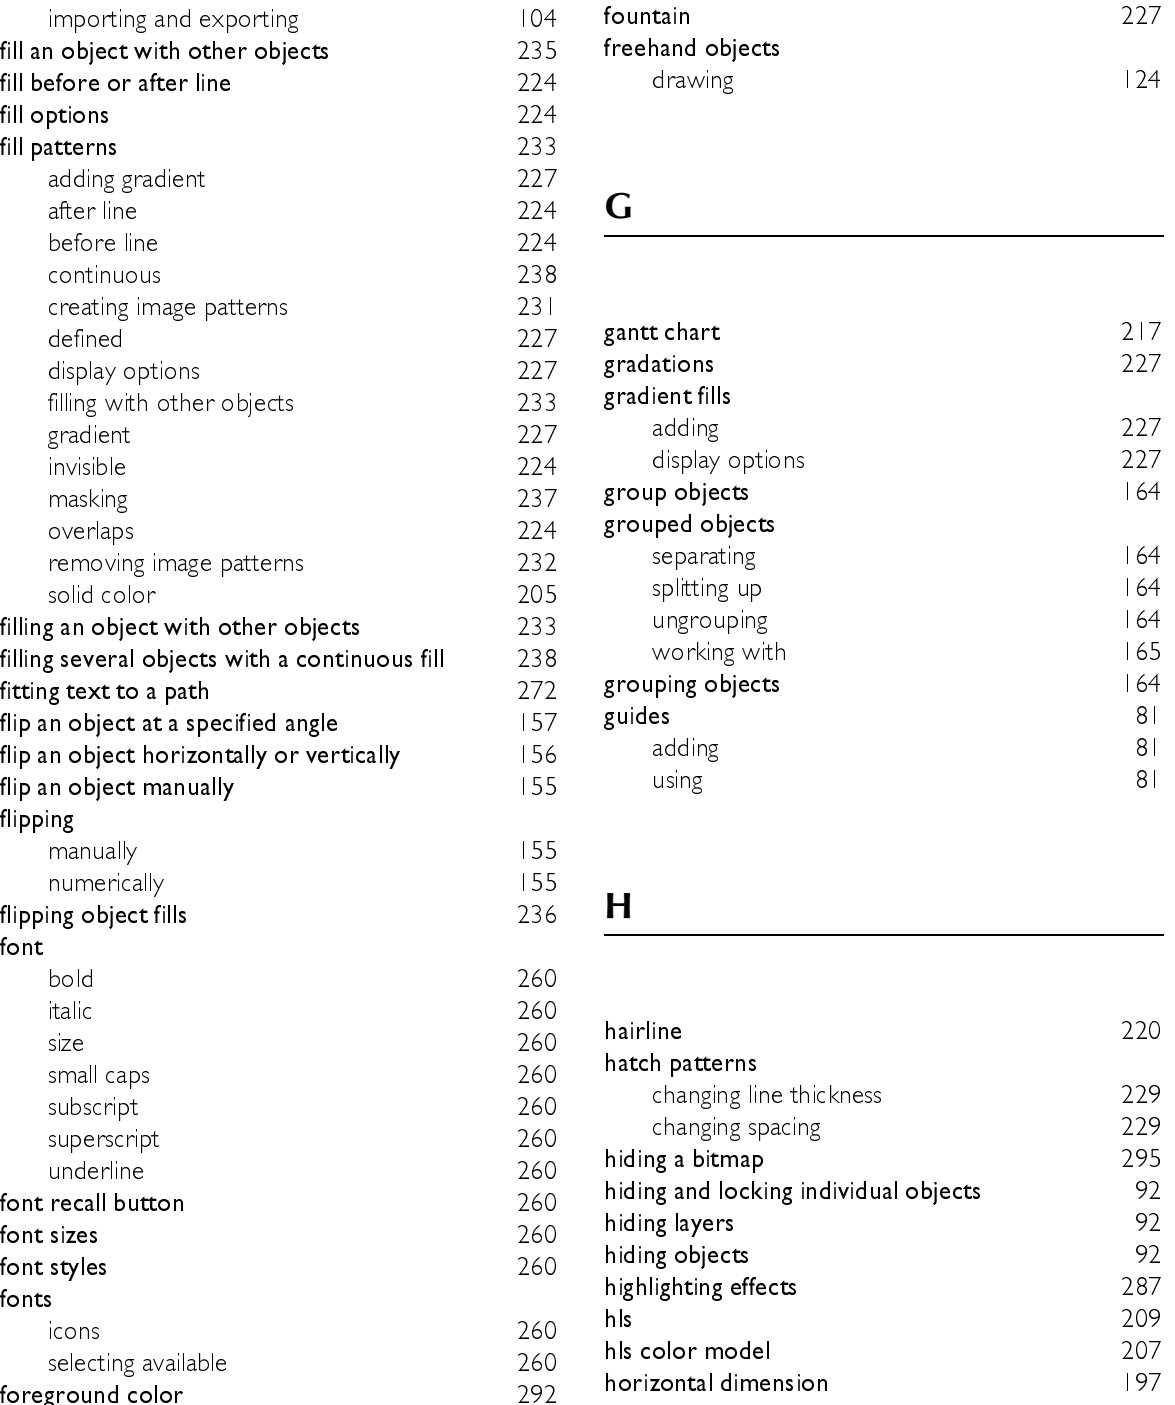 importing and exporting 104
fill an object with other objects 235
fill before or after line 224
fill options 224
fill patterns 233
adding gradient 227
after line 224
before line 224
continuous 238
creating image patterns 231
defined 227
display options 227
filling with other objects 233
gradient 227
invisible 224
masking 237
overlaps 224
removing image patterns 232
solid color 205
filling an object with other objects 233
filling several objects with a continuous fill 238
fitting text to a path 272
flip an object at a specified angle 157
flip an object horizontally or vertically 156
flip an object manually 155
flipping
manually 155
numerically 155
flipping object fills 236
font
bold 260
italic 260
size 260
small caps 260
subscript 260
superscript 260
underline 260
font recall button 260
font sizes 260
font styles 260
fonts
icons 260
selecting available 260
foreground color 292
fountain 227
freehand objects
drawing 124
G
gantt chart 217
gradations 227
gradient fills
adding 227
display options 227
group objects 164
grouped objects
separating 164
splitting up 164
ungrouping 164
working with 165
grouping objects 164
guides 81
adding 81
using 81
H
hairline 220
hatch patterns
changing line thickness 229
changing spacing 229
hiding a bitmap 295
hiding and locking individual objects 92
hiding layers 92
hiding objects 92
highlighting effects 287
hls 209
hls color model 207
horizontal dimension 197